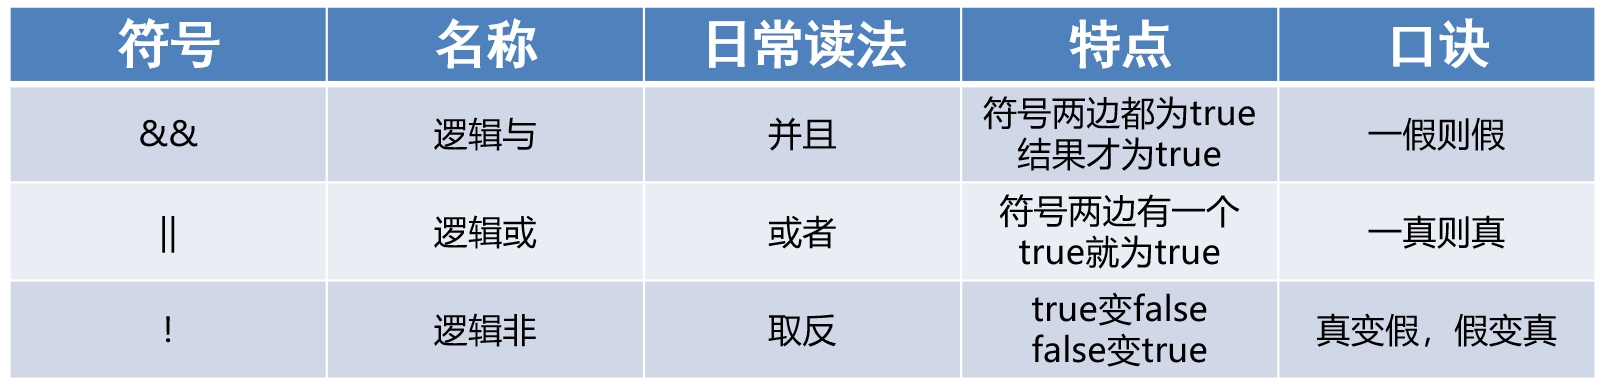 符号 名称 日常读法 特点 口诀
&& 逻辑与 并且 符号两边都为true
结果才为true 一假则假
|| 逻辑或 或者 符号两边有一个
true就为true 一真则真
! 逻辑非 取反 true变false
false变true 真变假，假变真